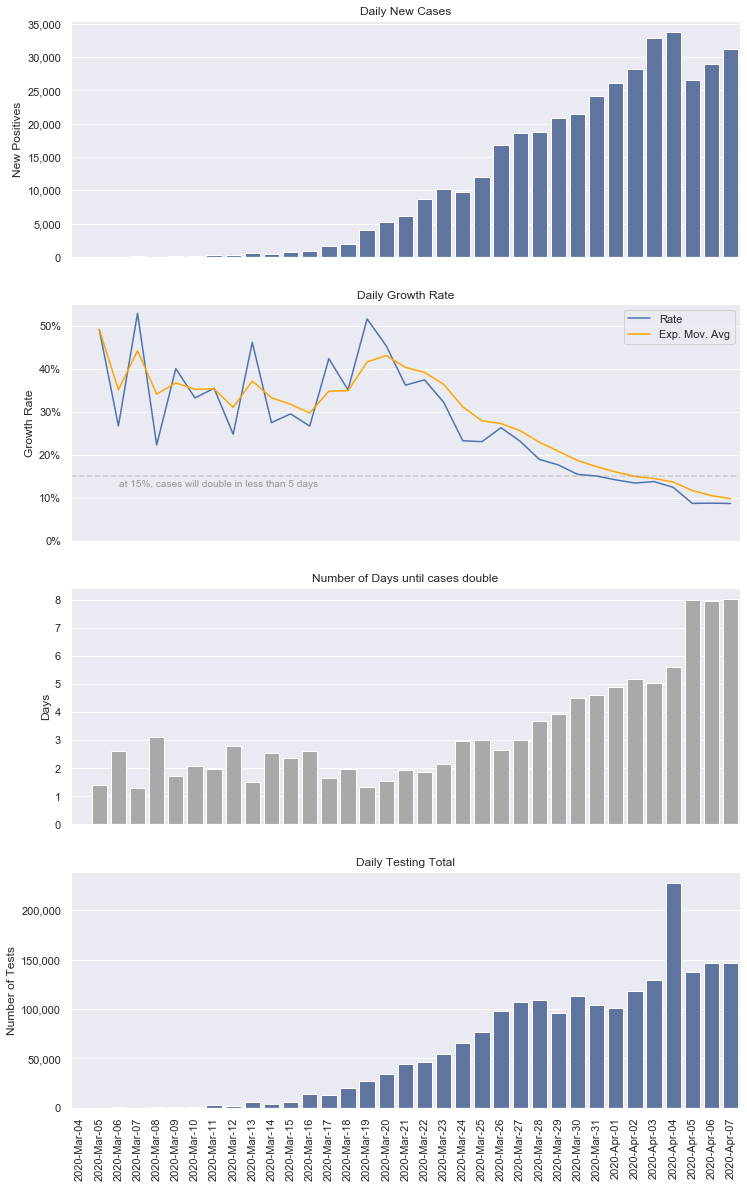 Daily New Cases
35,000
30,000
25,000
20,000
15,000
10,000
5,000
0
New Positives
Daily Growth Rate
50%
40%
30%
20%
10%
0%
Growth Rate
Rate
Exp. Mov. Avg
at 15%, cases will double in less than 5 days
Number of Days until cases double
8
7
6
5
4
3
2
1
0
Days
Daily Testing Total
200,000
150,000
100,000
50,000
0
Number of Tests
2020-Mar-04
2020-Mar-05
2020-Mar-06
2020-Mar-07
2020-Mar-08
2020-Mar-09
2020-Mar-10
2020-Mar-11
2020-Mar-12
2020-Mar-13
2020-Mar-14
2020-Mar-15
2020-Mar-16
2020-Mar-17
2020-Mar-18
2020-Mar-19
2020-Mar-20
2020-Mar-21
2020-Mar-22
2020-Mar-23
2020-Mar-24
2020-Mar-25
2020-Mar-26
2020-Mar-27
2020-Mar-28
2020-Mar-29
2020-Mar-30
2020-Mar-31
2020-Apr-01
2020-Apr-02
2020-Apr-03
2020-Apr-04
2020-Apr-05
2020-Apr-06
2020-Apr-07